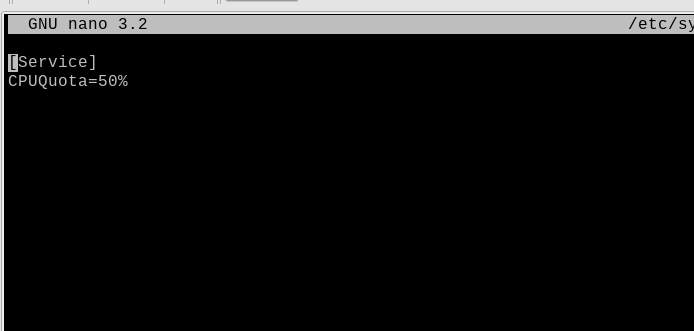 GNU nano 3.2 /etc/sy
[Service]
CPUQuota=50%